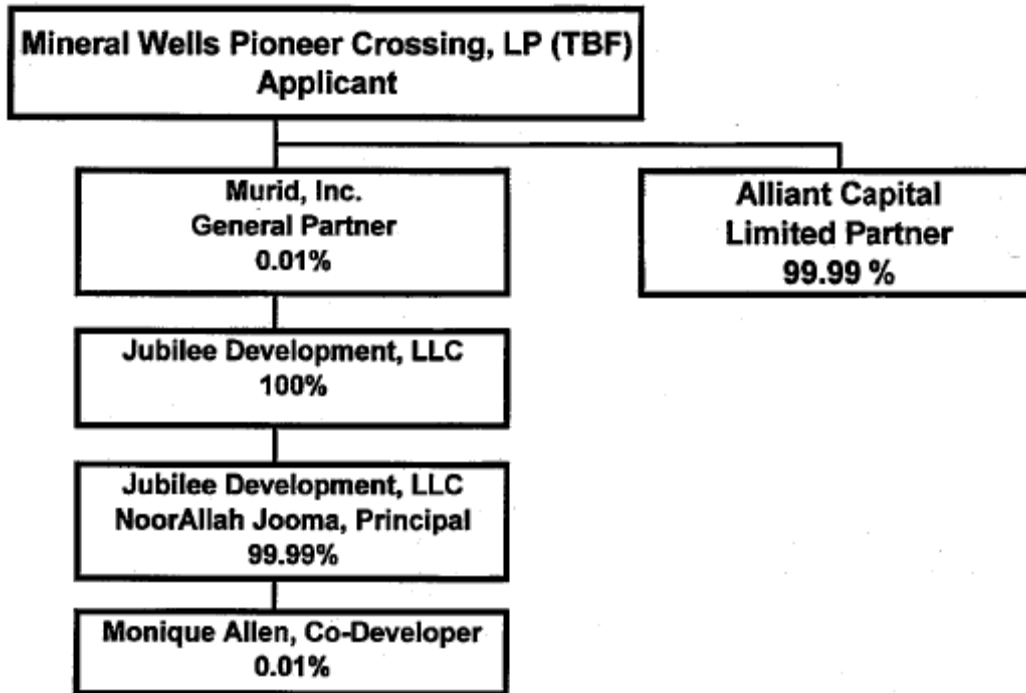 Mineral Wells Pioneer Crossing, LP (TBF)
Applicant
Murid, Inc.
General Partner
0.01%
Alliant Capital
Limited Partner
99.99 %
Jubilee Development, LLC
100%
Jubilee Development, LLC
NoorAllah Jooma, Principal
99.99%
Monique Allen, Co-Developer
0.01%